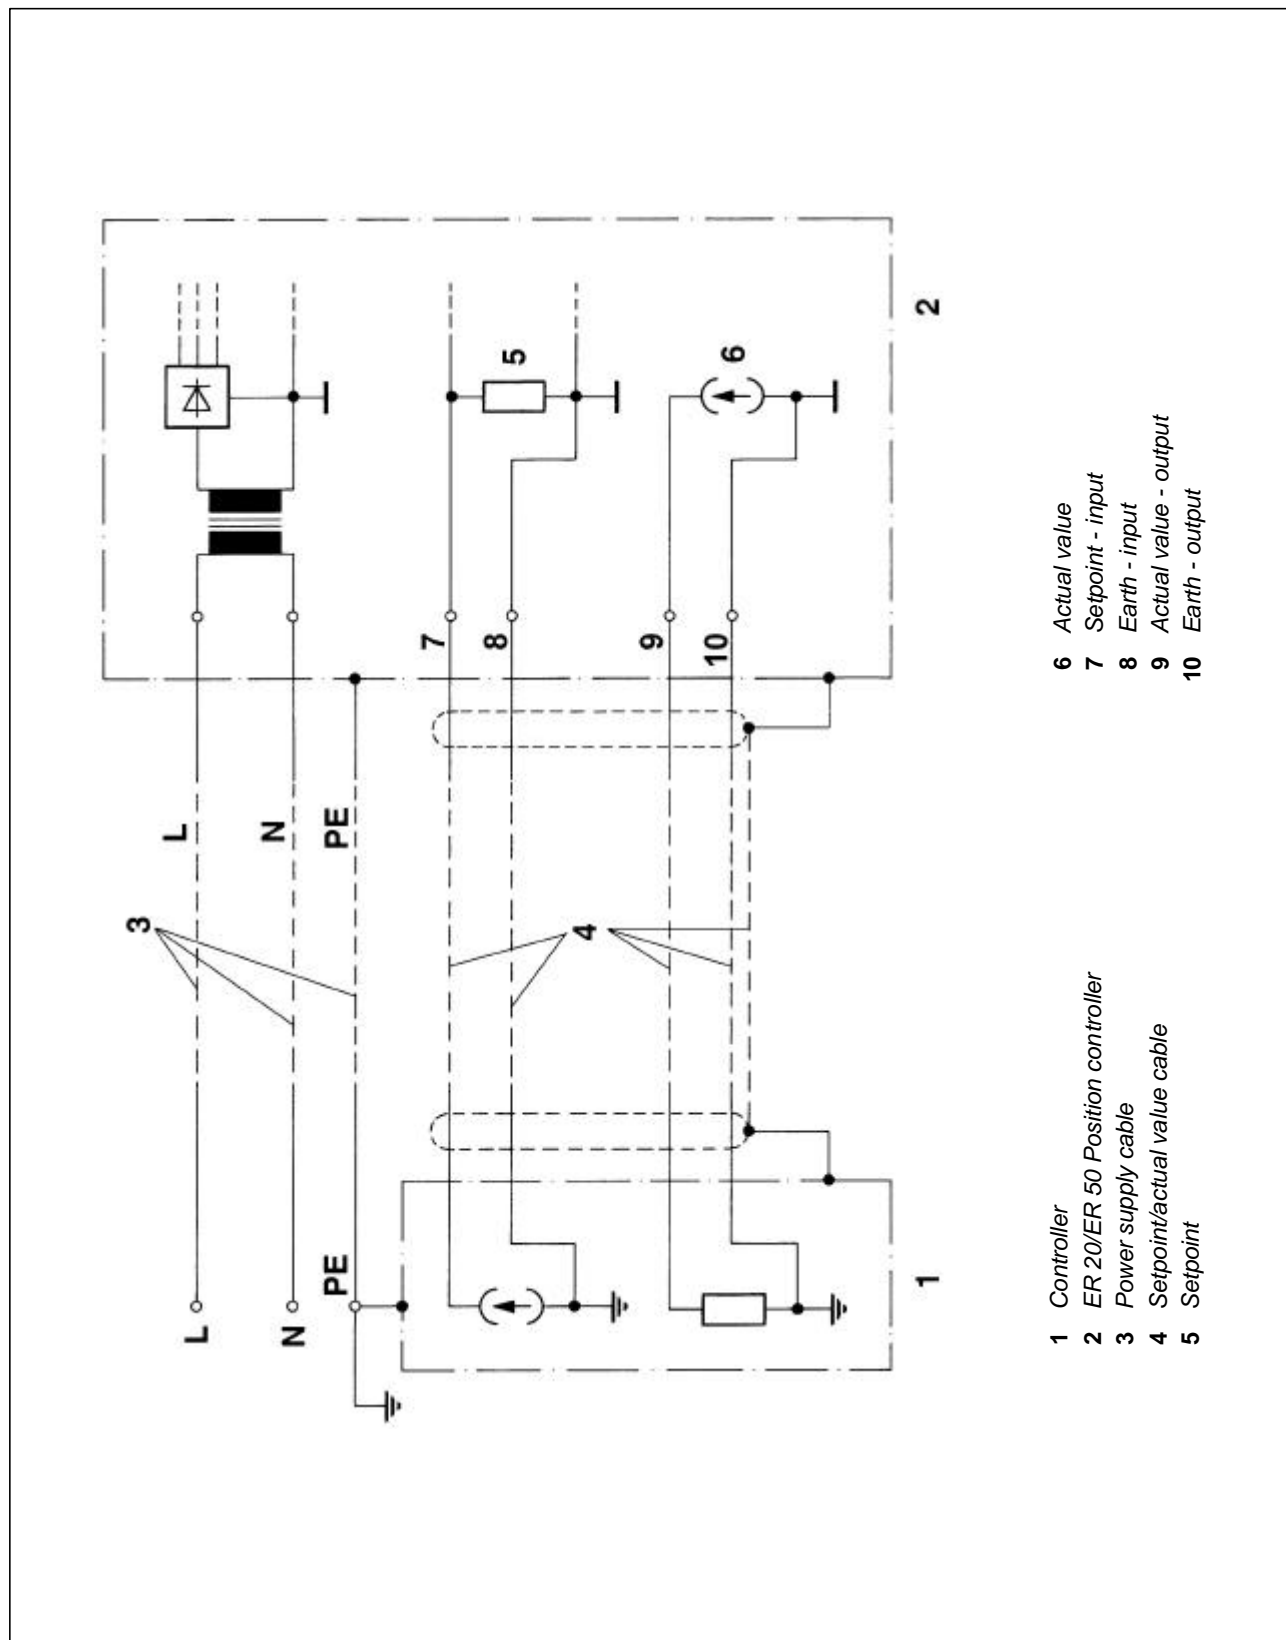 3
L
L
N
N
PE
PE
7
8
5
4
9
10
6
1
2
1 Controller
2 ER 20/ER 50 Position controller
3 Power supply cable
4 Setpoint/actual value cable
5 Setpoint
6 Actual value
7 Setpoint - input
8 Earth - input
9 Actual value - output
10 Earth - output